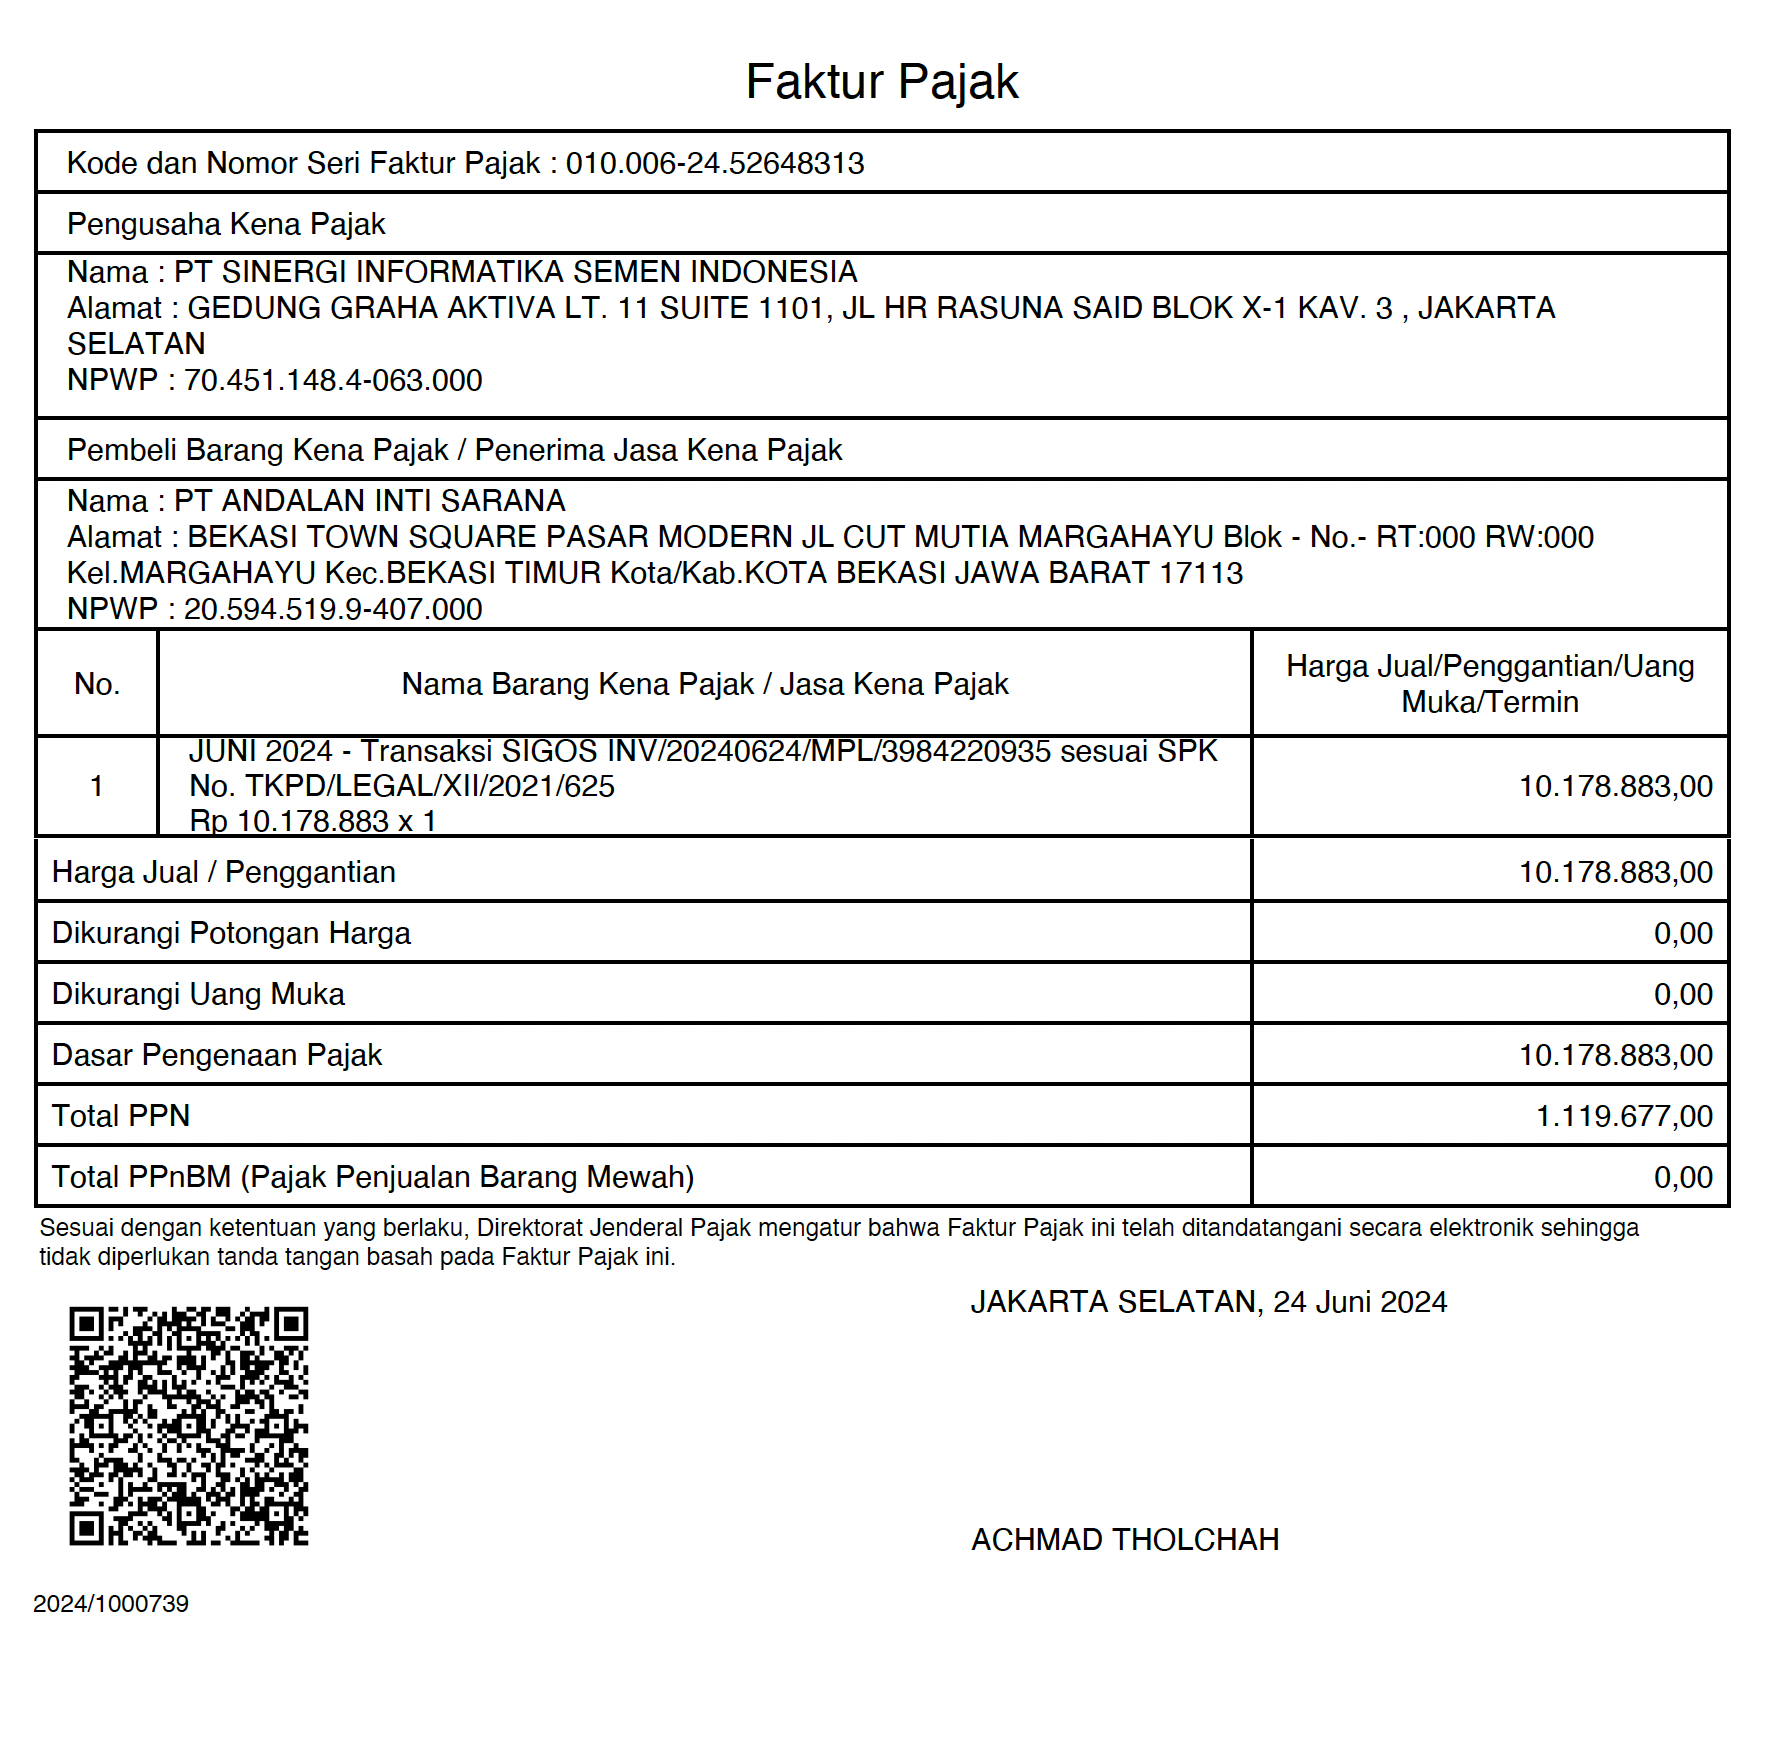 Faktur Pajak
Kode dan Nomor Seri Faktur Pajak : 010.006-24.52648313
Pengusaha Kena Pajak
Nama : PT SINERGI INFORMATIKA SEMEN INDONESIA
Alamat : GEDUNG GRAHA AKTIVA LT. 11 SUITE 1101, JL HR RASUNA SAID BLOK X-1 KAV. 3 , JAKARTA
SELATAN
NPWP : 70.451.148.4-063.000
Pembeli Barang Kena Pajak / Penerima Jasa Kena Pajak
Nama : PT ANDALAN INTI SARANA
Alamat : BEKASI TOWN SQUARE PASAR MODERN JL CUT MUTIA MARGAHAYU Blok - No.- RT:000 RW:000
Kel.MARGAHAYU Kec.BEKASI TIMUR Kota/Kab.KOTA BEKASI JAWA BARAT 17113
NPWP : 20.594.519.9-407.000
No.
Nama Barang Kena Pajak / Jasa Kena Pajak
Harga Jual/Penggantian/Uang
Muka/Termin
1
JUNI 2024 - Transaksi SIGOS INV/20240624/MPL/3984220935 sesuai SPK
No. TKPD/LEGAL/XII/2021/625
Rp 10.178.883 x 1
10.178.883,00
Harga Jual / Penggantian
10.178.883,00
Dikurangi Potongan Harga
0,00
Dikurangi Uang Muka
0,00
Dasar Pengenaan Pajak
10.178.883,00
Total PPN
1.119.677,00
Total PPnBM (Pajak Penjualan Barang Mewah)
0,00
Sesuai dengan ketentuan yang berlaku, Direktorat Jenderal Pajak mengatur bahwa Faktur Pajak ini telah ditandatangani secara elektronik sehingga
tidak diperlukan tanda tangan basah pada Faktur Pajak ini.
JAKARTA SELATAN, 24 Juni 2024
ACHMAD THOLCHAH
2024/1000739